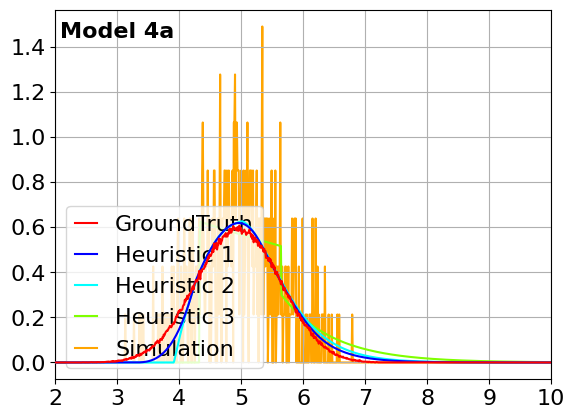 Model 4a
1.4
1.2
1.0
0.8
0.6
0.4
0.2
0.0
GroundTruth
Heuristic 1
Heuristic 2
Heuristic 3
Simulation
2 3 4 5 6 7 8 9 10